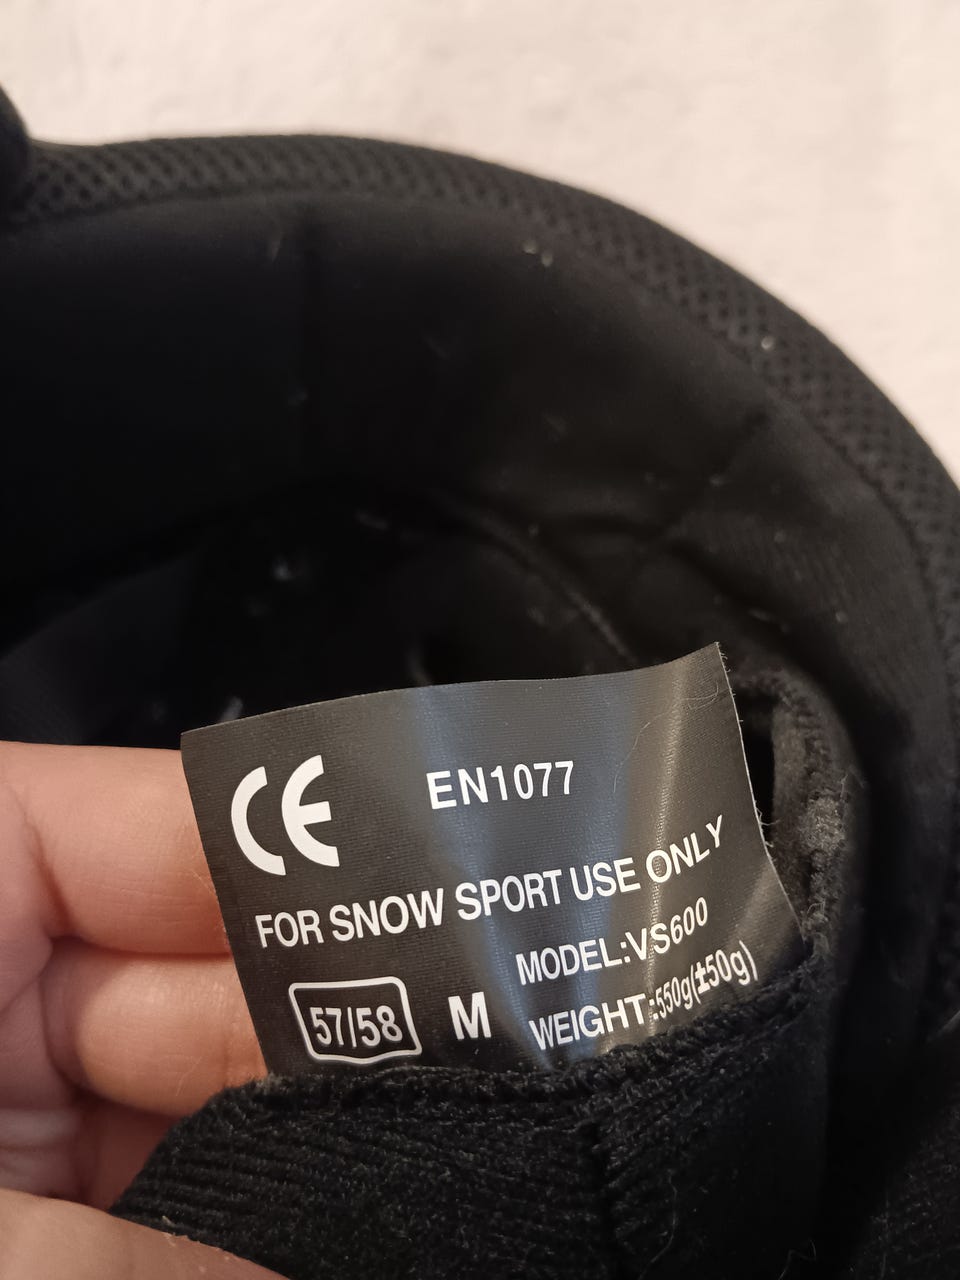 CE EN1077
FOR SNOW SPORT USE ONLY
MODEL:VS600
57/58 M WEIGHT:550g(±50g)